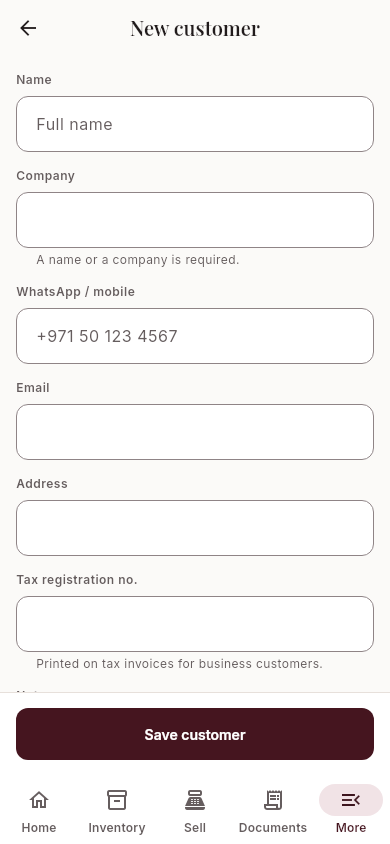 New customer
Name
Full name
Company
A name or a company is required.
WhatsApp / mobile
+971 50 123 4567
Email
Address
Tax registration no.
Printed on tax invoices for business customers.
Save customer
Home
Inventory
Sell
Documents
More